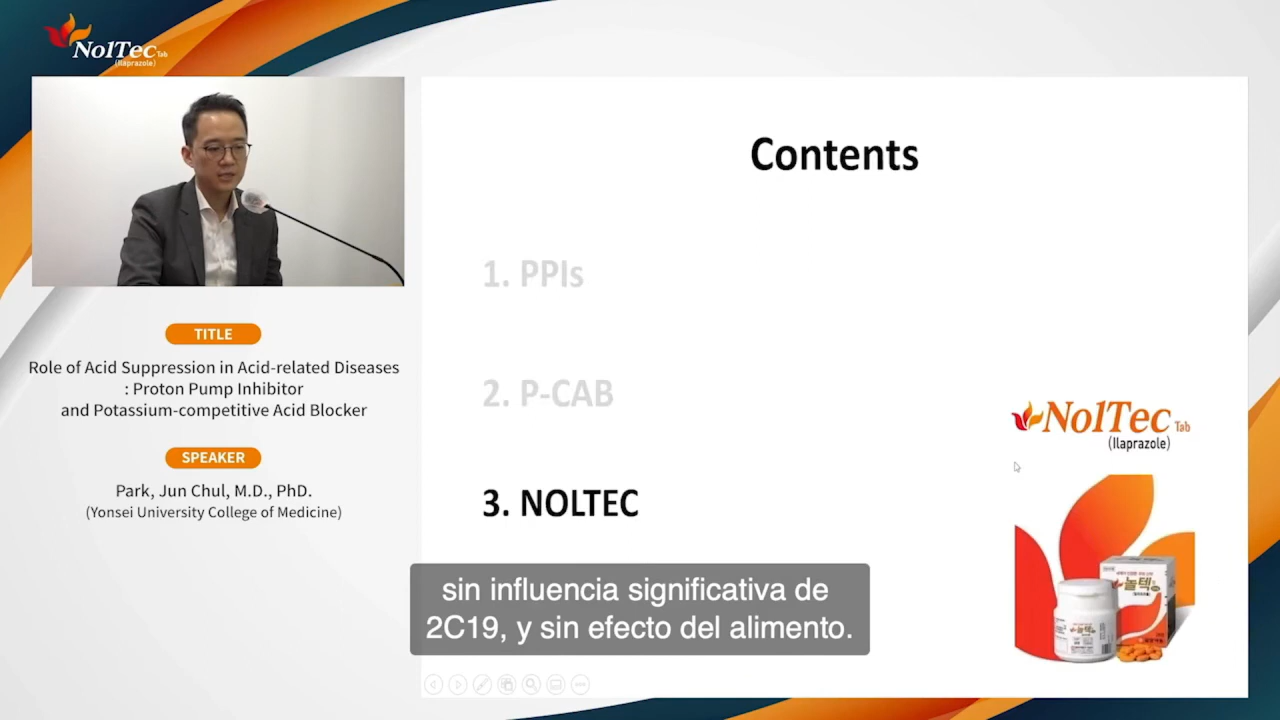 NolTec Tab
(Ilaprazole)
TITLE
Role of Acid Suppression in Acid-related Diseases
: Proton Pump Inhibitor
and Potassium-competitive Acid Blocker
SPEAKER
Park, Jun Chul, M.D., PhD.
(Yonsei University College of Medicine)
Contents
1. PPIs
2. P-CAB
3. NOLTEC
NolTec Tab
(Ilaprazole)
놀텍
sin influencia significativa de
2C19, y sin efecto del alimento.